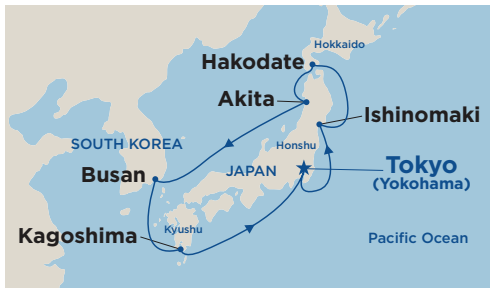 Hokkaido
Hakodate
Akita
Ishinomaki
SOUTH KOREA
Honshu
Busan
JAPAN
Tokyo
(Yokohama)
Kagoshima
Kyushu
Pacific Ocean